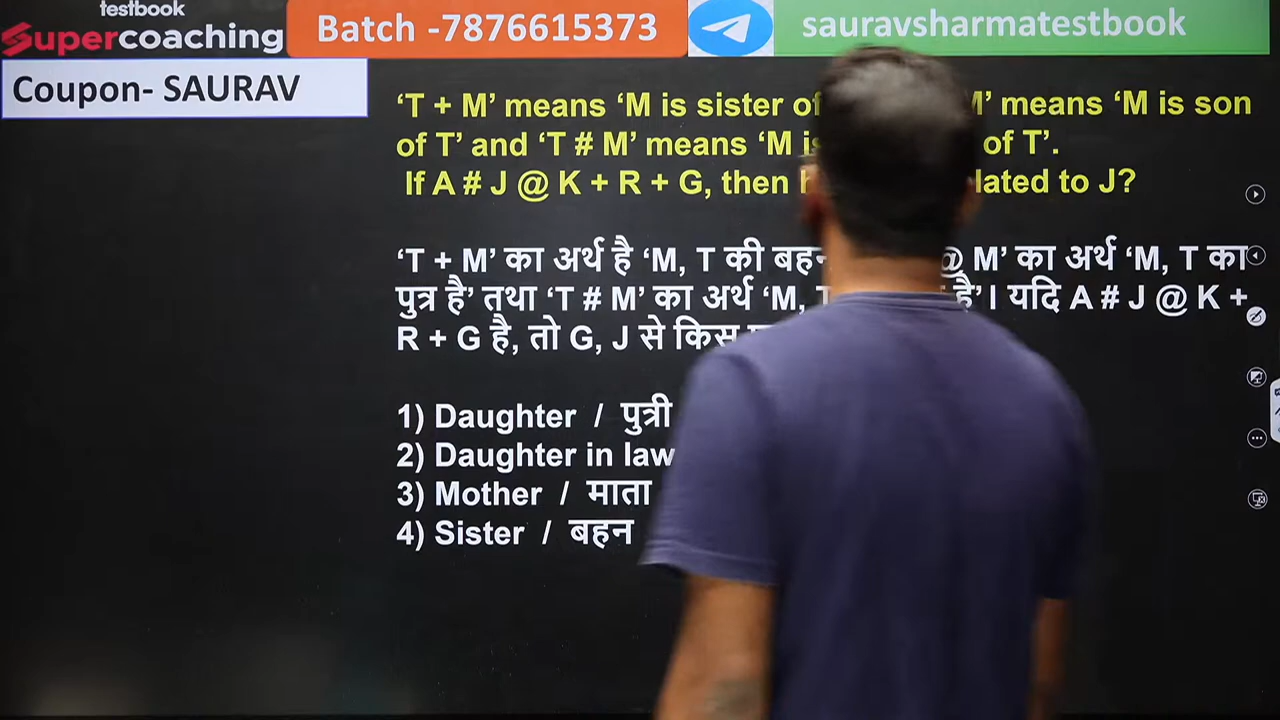 testbook
Supercoaching
Batch -7876615373
sauravsharmatestbook
Coupon- SAURAV
‘T + M’ means ‘M is sister of M’ means ‘M is son
of T’ and ‘T # M’ means ‘M is of T’.
If A # J @ K + R + G, then to J?
‘T + M’ का अर्थ है ‘M, T की @ M’ का अर्थ ‘M, T का
पुत्र है’ तथा ‘T # M’ का अर्थ ‘M, है’। यदि A # J @ K +
R + G है, तो G, J से किस
1) Daughter / पुत्री
2) Daughter in law
3) Mother / माता
4) Sister / बहन